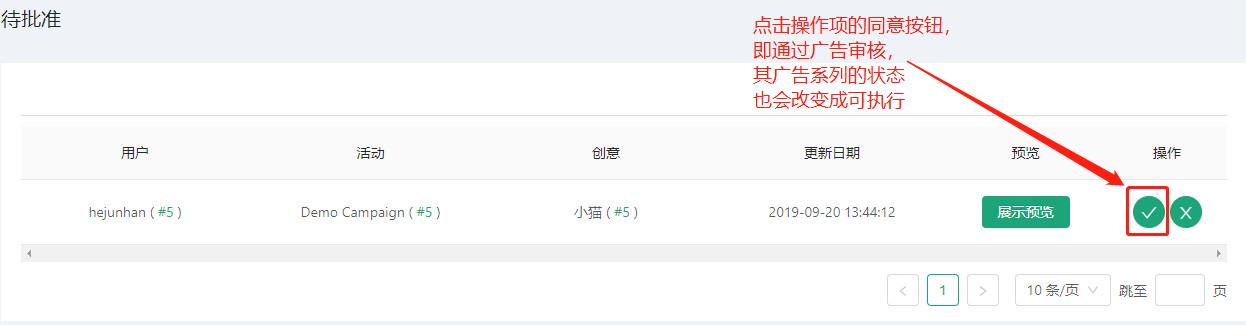 待批准
点击操作项的同意按钮，
即通过广告审核，
其广告系列的状态
也会改变成可执行
用户 活动 创意 更新日期 预览 操作
hejunhan ( #5 ) Demo Campaign ( #5 ) 小猫 ( #5 ) 2019-09-20 13:44:12 展示预览 X
< 1 > 10 条/页 跳至 页